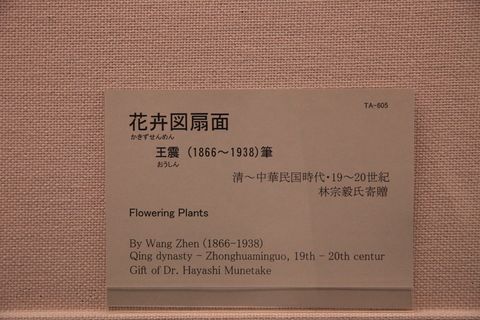 TA-605
花卉図扇面
かきずせんめん
王震 (1866～1938)筆
おうしん
清～中華民国時代・19～20世紀
林宗毅氏寄贈
Flowering Plants
By Wang Zhen (1866-1938)
Qing dynasty - Zhonghuaminguo, 19th - 20th centur
Gift of Dr. Hayashi Munetake